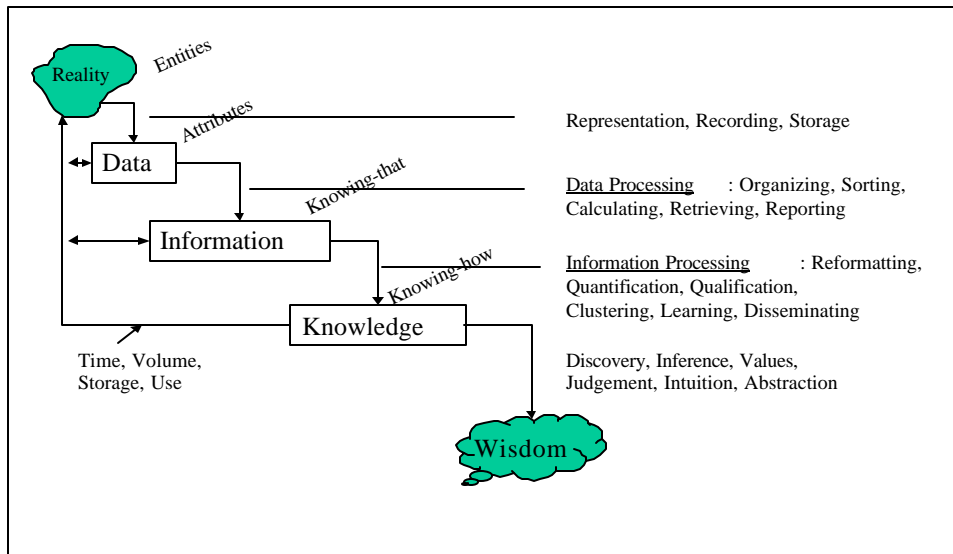 Reality
Entities
Attributes
Representation, Recording, Storage
Data
Knowing-that
Data Processing : Organizing, Sorting,
Calculating, Retrieving, Reporting
Information
Knowing-how
Information Processing : Reformatting,
Quantification, Qualification,
Clustering, Learning, Disseminating
Knowledge
Time, Volume,
Storage, Use
Discovery, Inference, Values,
Judgement, Intuition, Abstraction
Wisdom